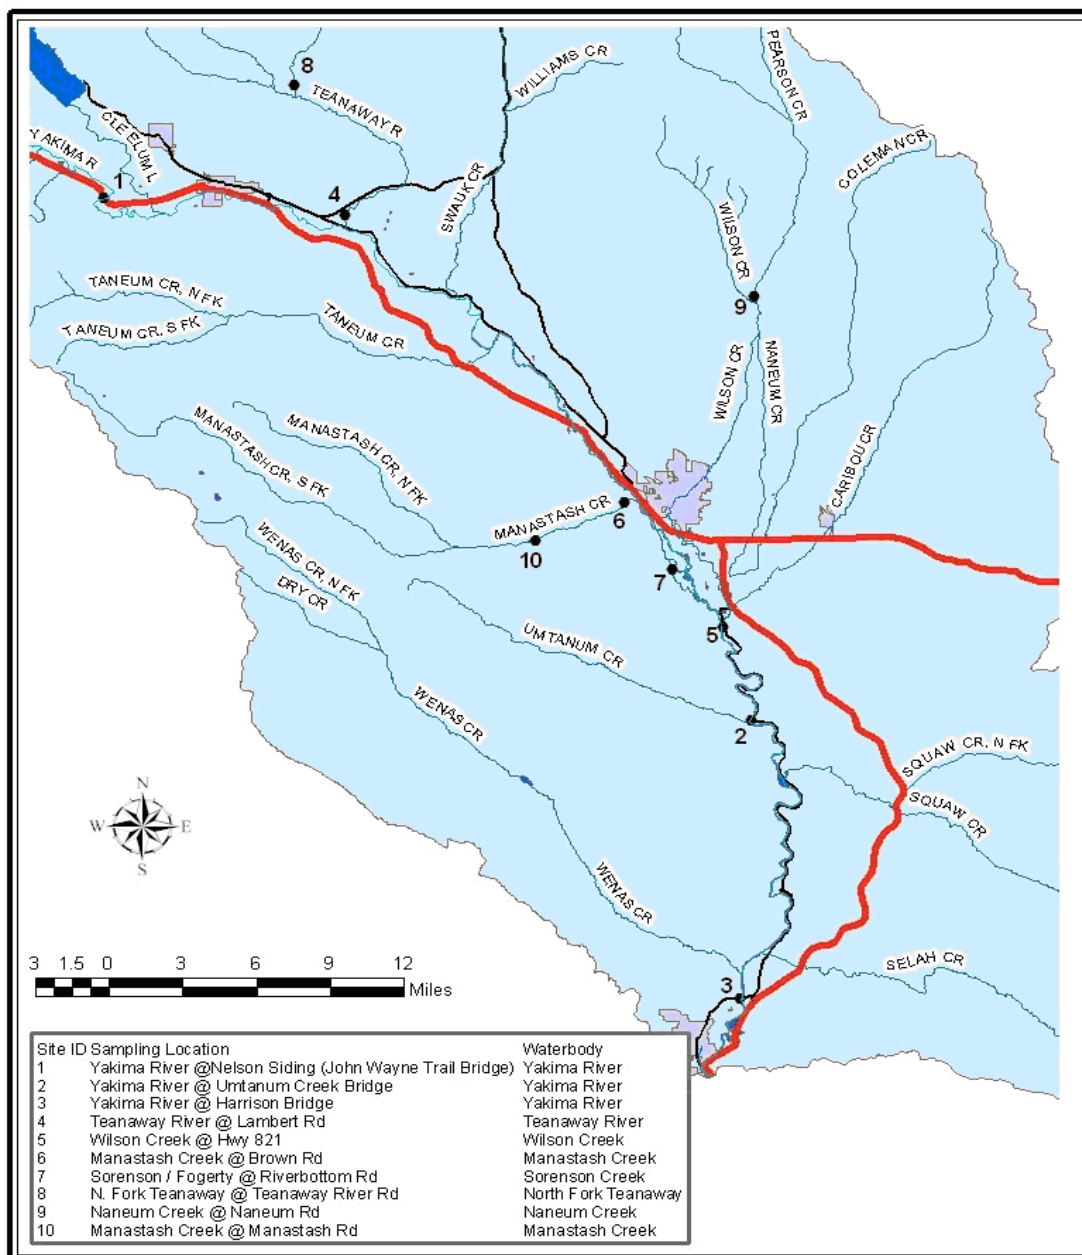 8
WILLIAMS CR
PEARSON CR
TEANAWAY R
CLE ELUM L
YAKIMA R
COLEMAN CR
1
4
SWAUK CR
WILSON CR
9
TANEUM CR, N FK
TANEUM CR, S FK
TANEUM CR
WILSON CR
NANEUM CR
MANASTASH CR, N FK
MANASTASH CR, S FK
CARIBOU CR
MANASTASH CR
6
10
WENAS CR, N FK
DRY CR
7
UMTANUM CR
5
WENAS CR
2
SQUAW CR, N FK
SQUAW CR
N
W E
S
WENAS CR
SELAH CR
3 1.5 0 3 6 9 12
Miles
3
Site ID Sampling Location Waterbody
1 Yakima River @Nelson Siding (John Wayne Trail Bridge) Yakima River
2 Yakima River @ Umtanum Creek Bridge Yakima River
3 Yakima River @ Harrison Bridge Yakima River
4 Teanaway River @ Lambert Rd Teanaway River
5 Wilson Creek @ Hwy 821 Wilson Creek
6 Manastash Creek @ Brown Rd Manastash Creek
7 Sorenson / Fogerty @ Riverbottom Rd Sorenson Creek
8 N. Fork Teanaway @ Teanaway River Rd North Fork Teanaway
9 Naneum Creek @ Naneum Rd Naneum Creek
10 Manastash Creek @ Manastash Rd Manastash Creek